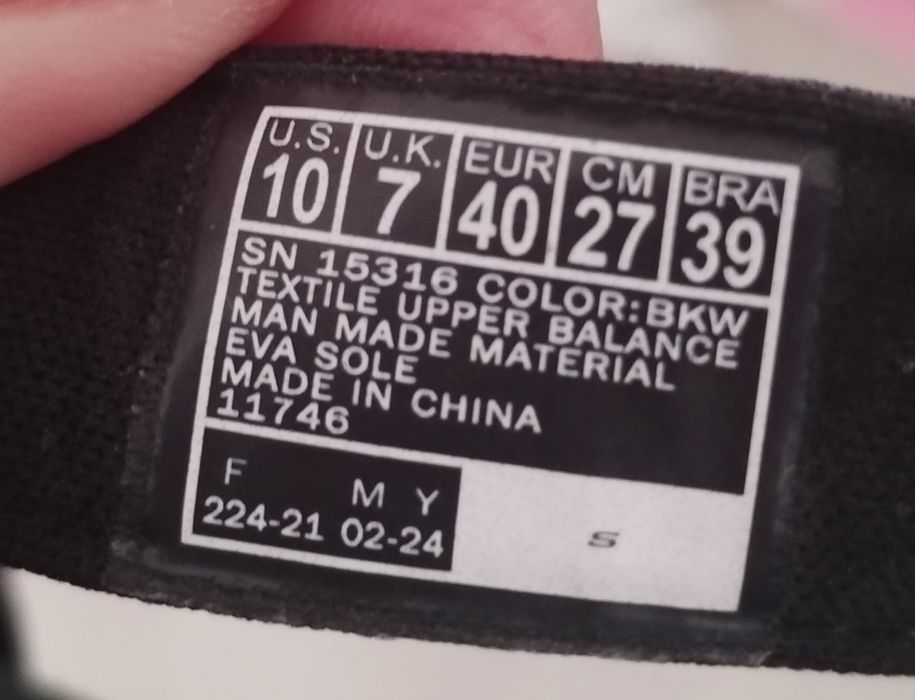 U.S. U.K. EUR CM BRA
10 7 40 27 39
SN 15316 COLOR:BKW
TEXTILE UPPER BALANCE
MAN MADE MATERIAL
EVA SOLE
MADE IN CHINA
11746
F M Y
224-21 02-24
S